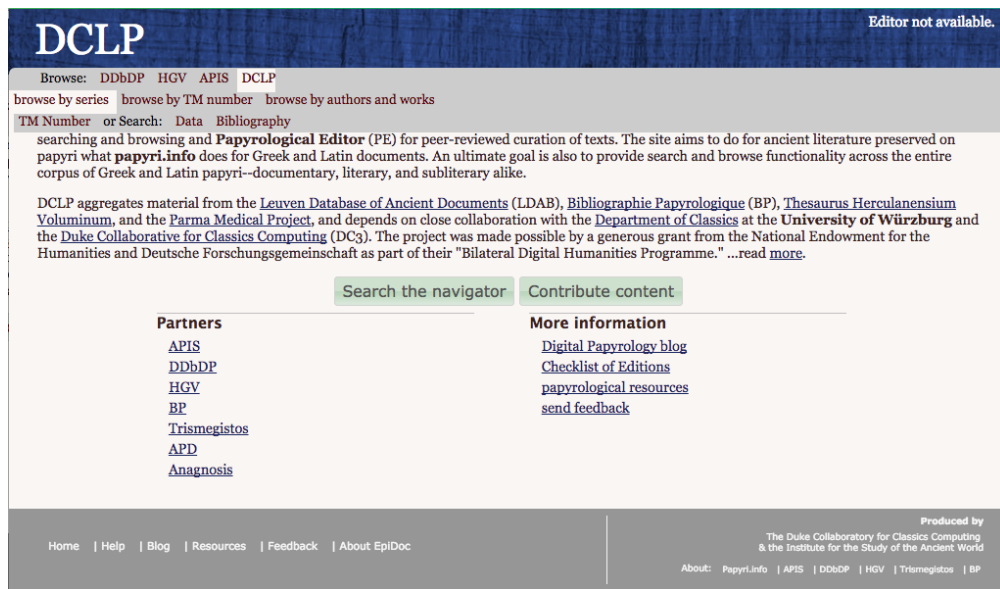 DCLP
Editor not available.
Browse: DDbDP HGV APIS DCLP
browse by series browse by TM number browse by authors and works
TM Number or Search: Data Bibliography
searching and browsing and Papyrological Editor (PE) for peer-reviewed curation of texts. The site aims to do for ancient literature preserved on
papyri what papyri.info does for Greek and Latin documents. An ultimate goal is also to provide search and browse functionality across the entire
corpus of Greek and Latin papyri--documentary, literary, and subliterary alike.
DCLP aggregates material from the Leuven Database of Ancient Documents (LDAB), Bibliographie Papyrologique (BP), Thesaurus Herculanensium
Voluminum, and the Parma Medical Project, and depends on close collaboration with the Department of Classics at the University of Würzburg and
the Duke Collaborative for Classics Computing (DC3). The project was made possible by a generous grant from the National Endowment for the
Humanities and Deutsche Forschungsgemeinschaft as part of their "Bilateral Digital Humanities Programme." ...read more.
Search the navigator Contribute content
Partners
APIS
DDbDP
HGV
BP
Trismegistos
APD
Anagnosis
More information
Digital Papyrology blog
Checklist of Editions
papyrological resources
send feedback
Home | Help | Blog | Resources | Feedback | About EpiDoc
Produced by
The Duke Collaboratory for Classics Computing
& the Institute for the Study of the Ancient World
About: Papyri.info | APIS | DDbDP | HGV | Trismegistos | BP